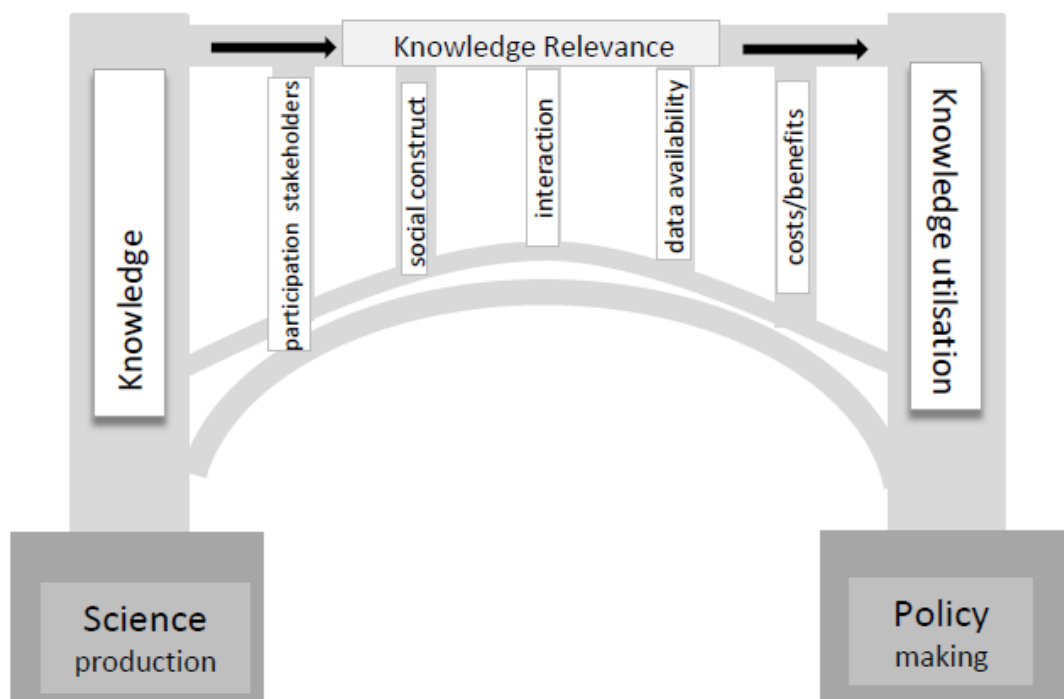 Knowledge Relevance
Knowledge
participation stakeholders
social construct
interaction
data availability
costs/benefits
Knowledge utilsation
Science
production
Policy
making